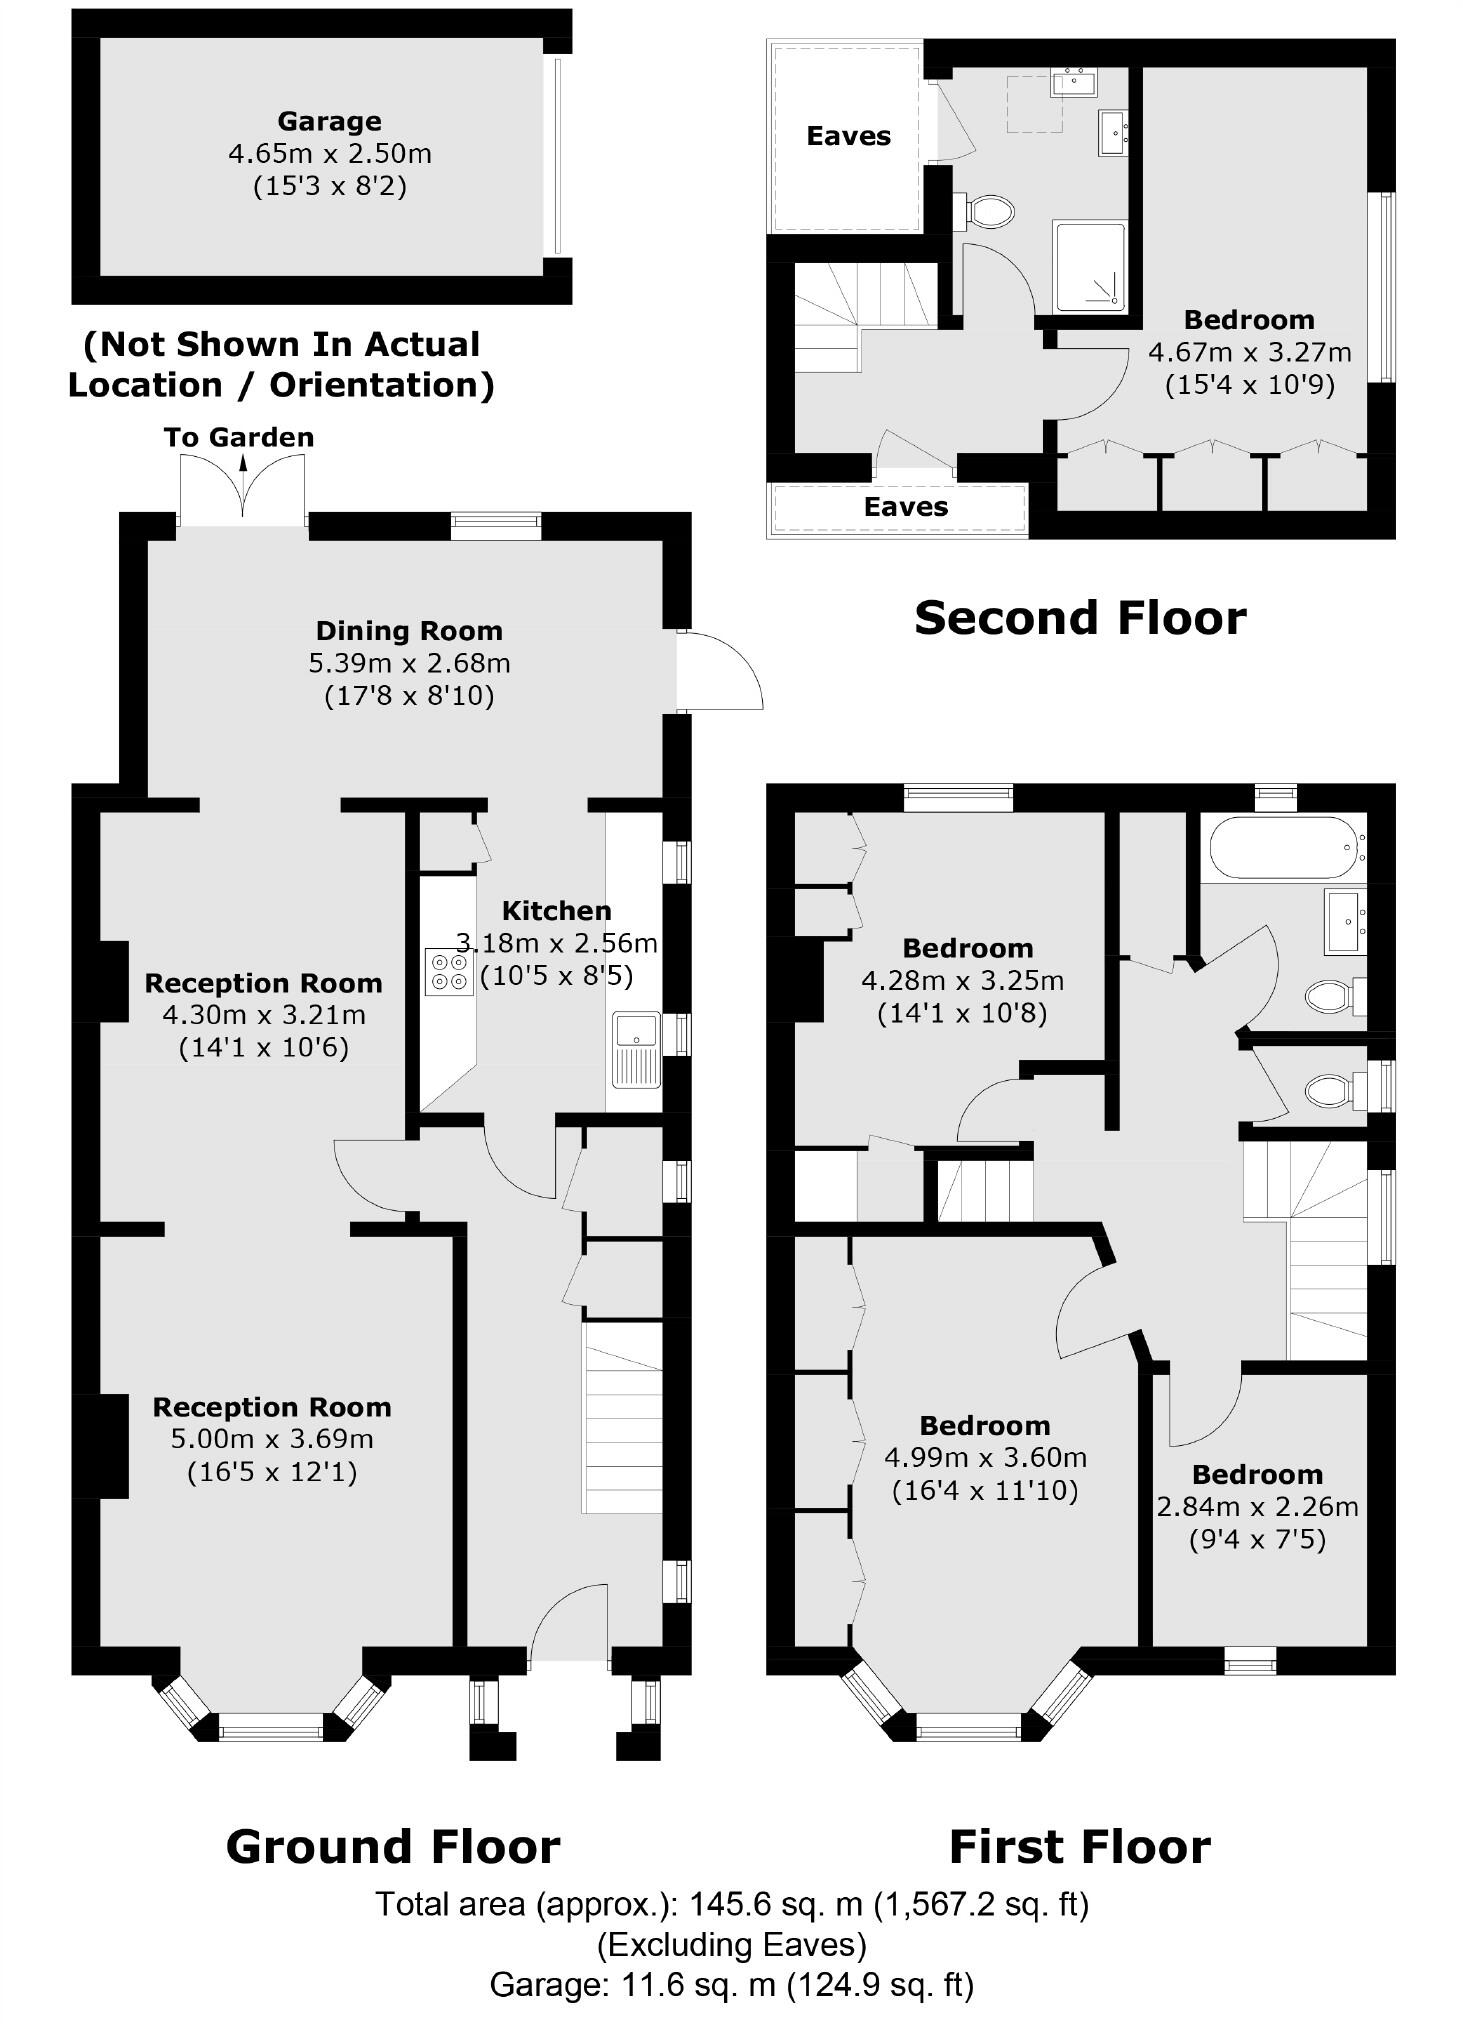 Garage
4.65m x 2.50m
(15'3 x 8'2)
(Not Shown In Actual
Location / Orientation)
To Garden
Dining Room
5.39m x 2.68m
(17'8 x 8'10)
Kitchen
3.18m x 2.56m
(10'5 x 8'5)
Reception Room
4.30m x 3.21m
(14'1 x 10'6)
Reception Room
5.00m x 3.69m
(16'5 x 12'1)
Ground Floor
Eaves
Bedroom
4.67m x 3.27m
(15'4 x 10'9)
Eaves
Second Floor
Bedroom
4.28m x 3.25m
(14'1 x 10'8)
Bedroom
4.99m x 3.60m
(16'4 x 11'10)
Bedroom
2.84m x 2.26m
(9'4 x 7'5)
First Floor
Total area (approx.): 145.6 sq. m (1,567.2 sq. ft)
(Excluding Eaves)
Garage: 11.6 sq. m (124.9 sq. ft)